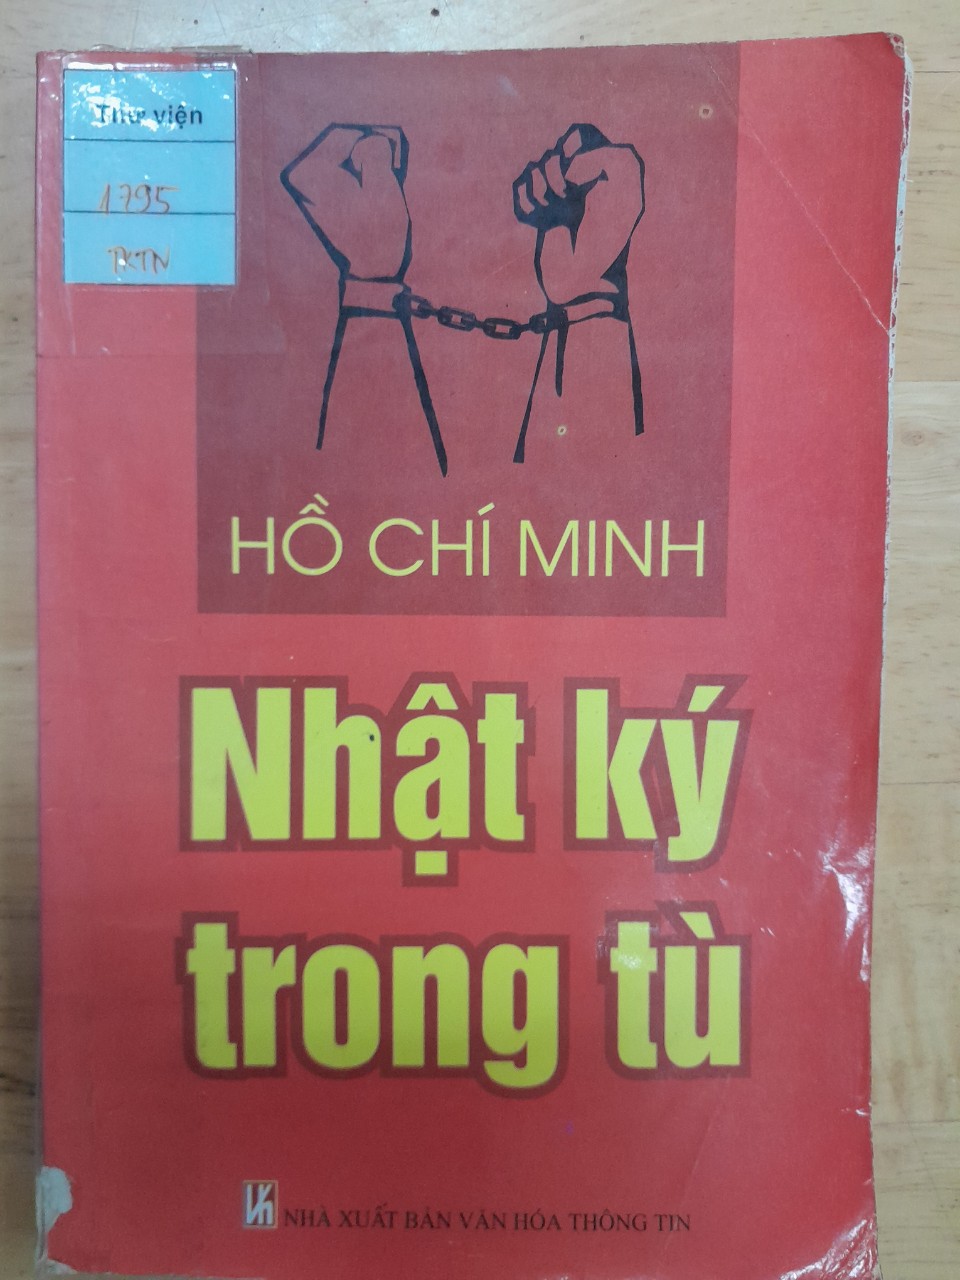 Thư viện
1795
TKTN
HỒ CHÍ MINH
Nhật ký
trong tù
NHÀ XUẤT BẢN VĂN HÓA THÔNG TIN